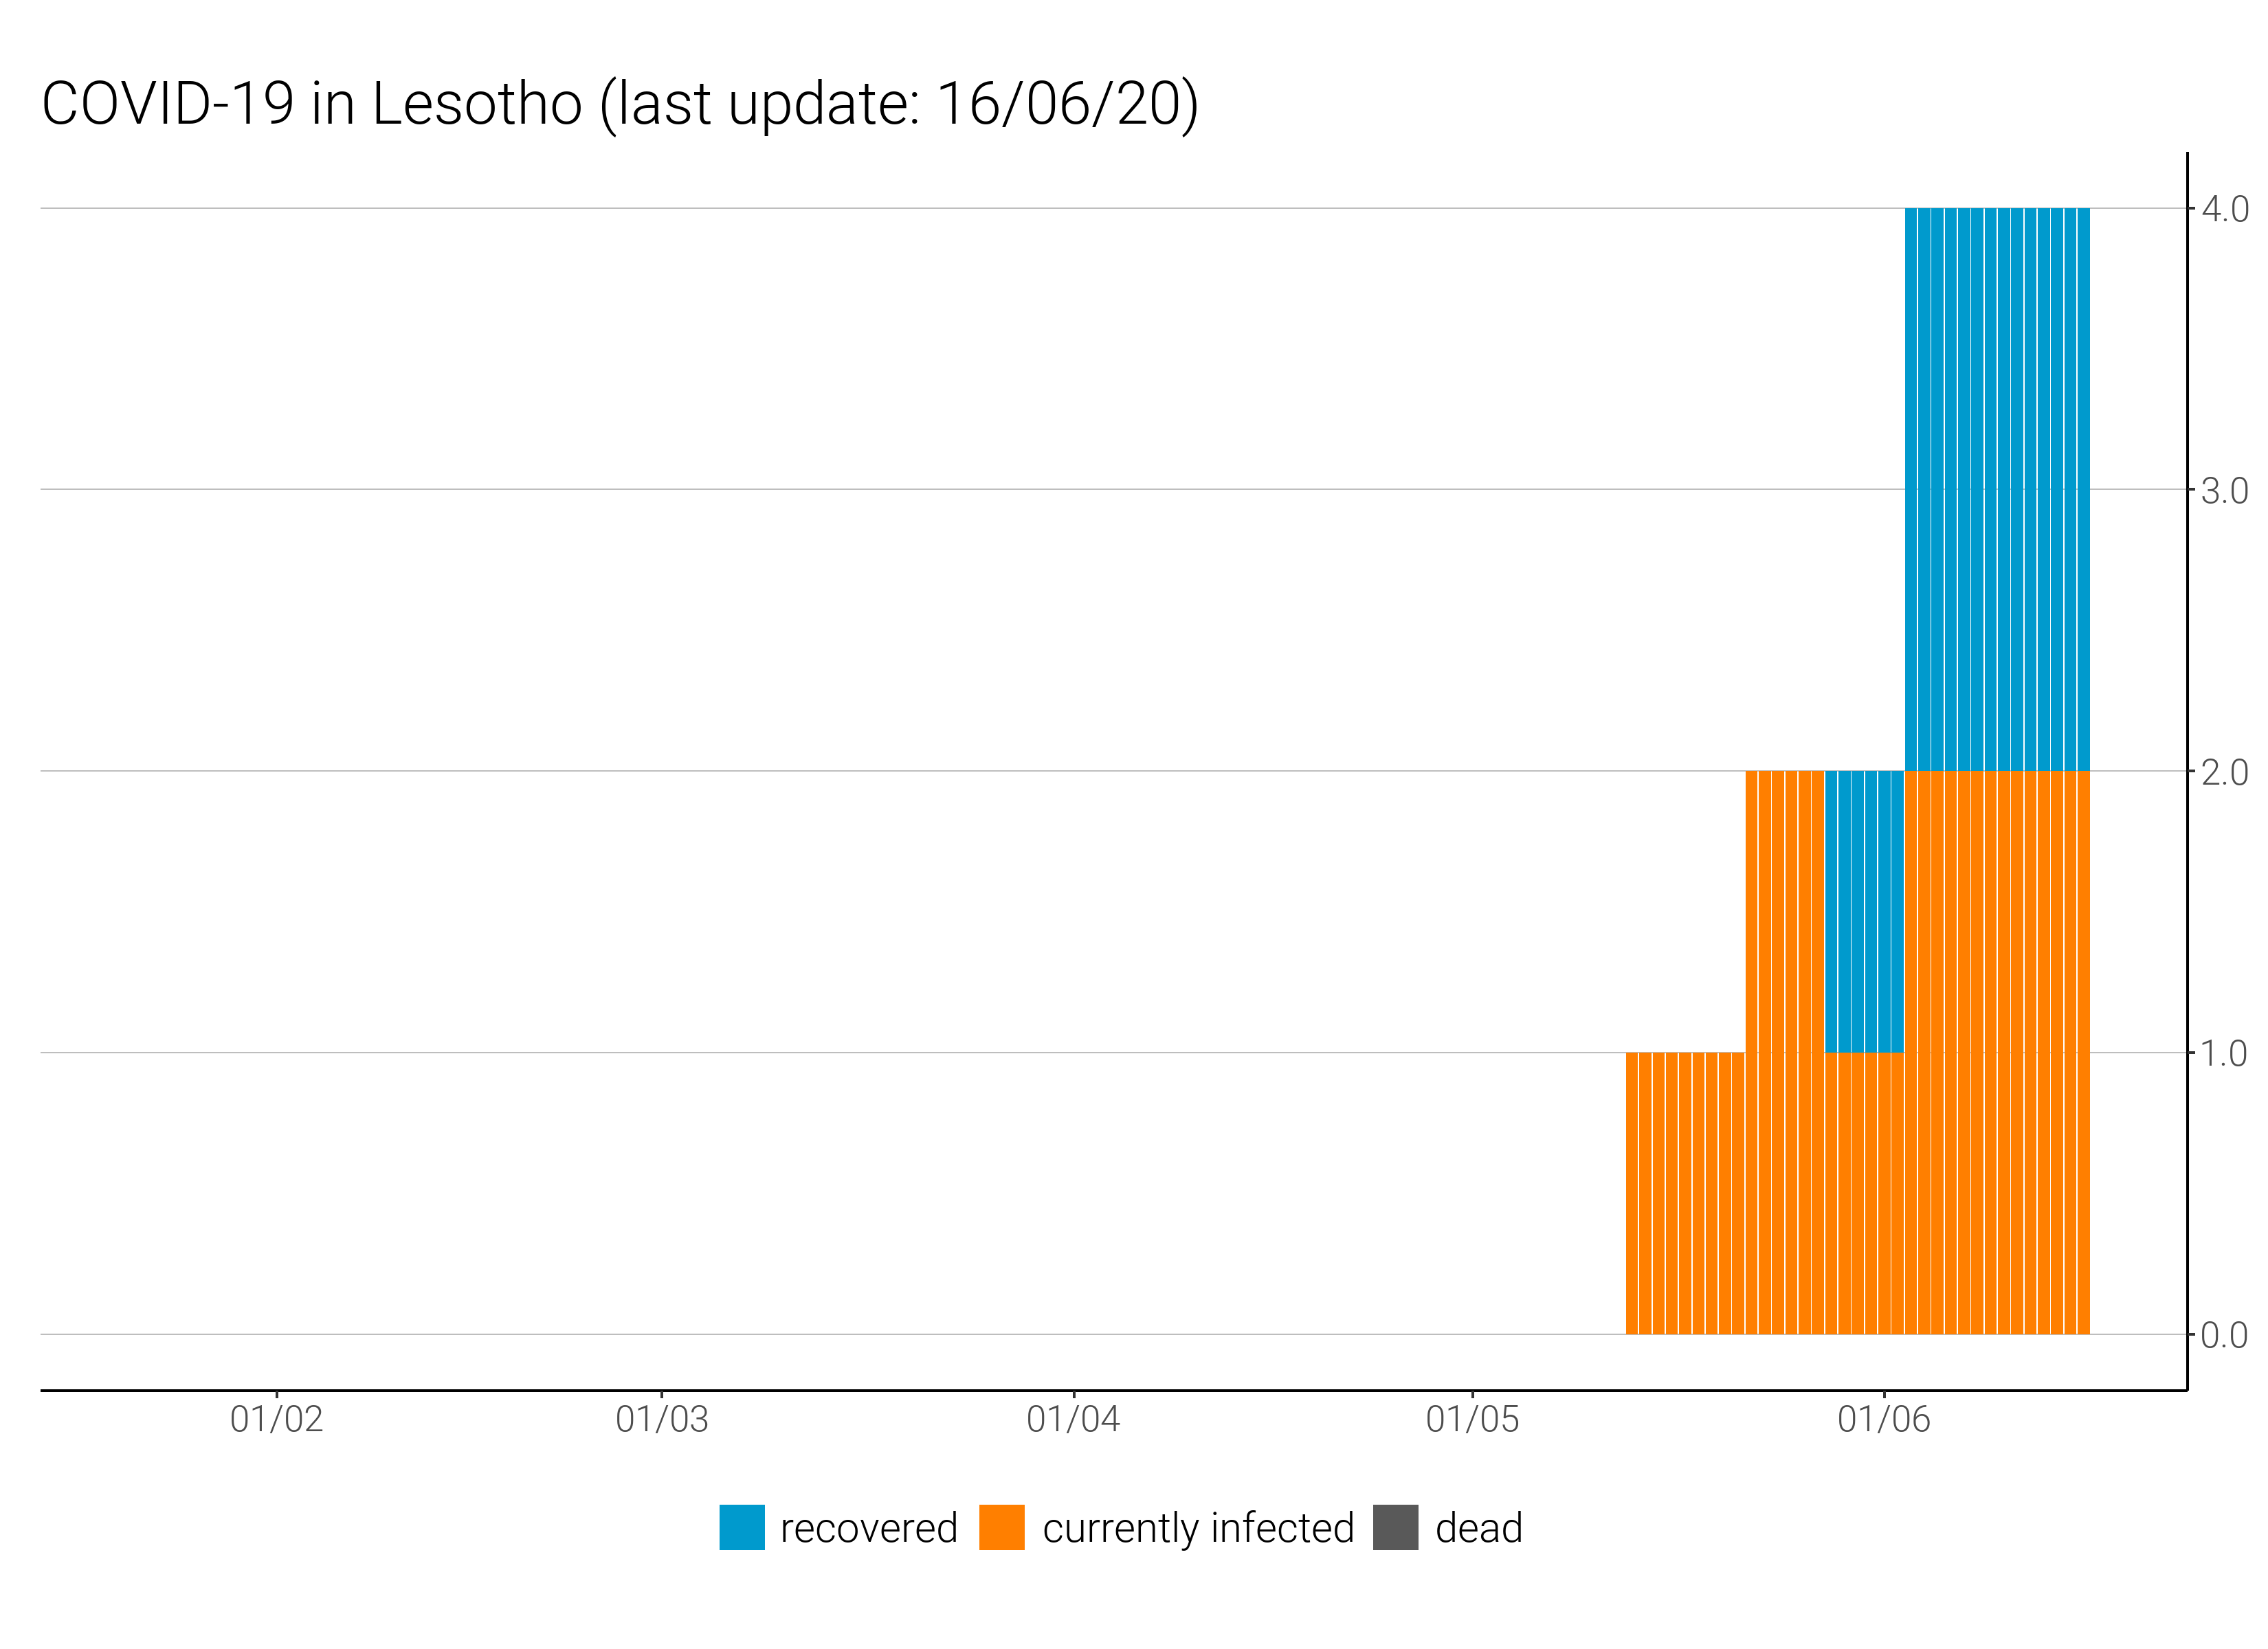 COVID-19 in Lesotho (last update: 16/06/20)
4.0
3.0
2.0
1.0
0.0
01/02 01/03 01/04 01/05 01/06
recovered currently infected dead